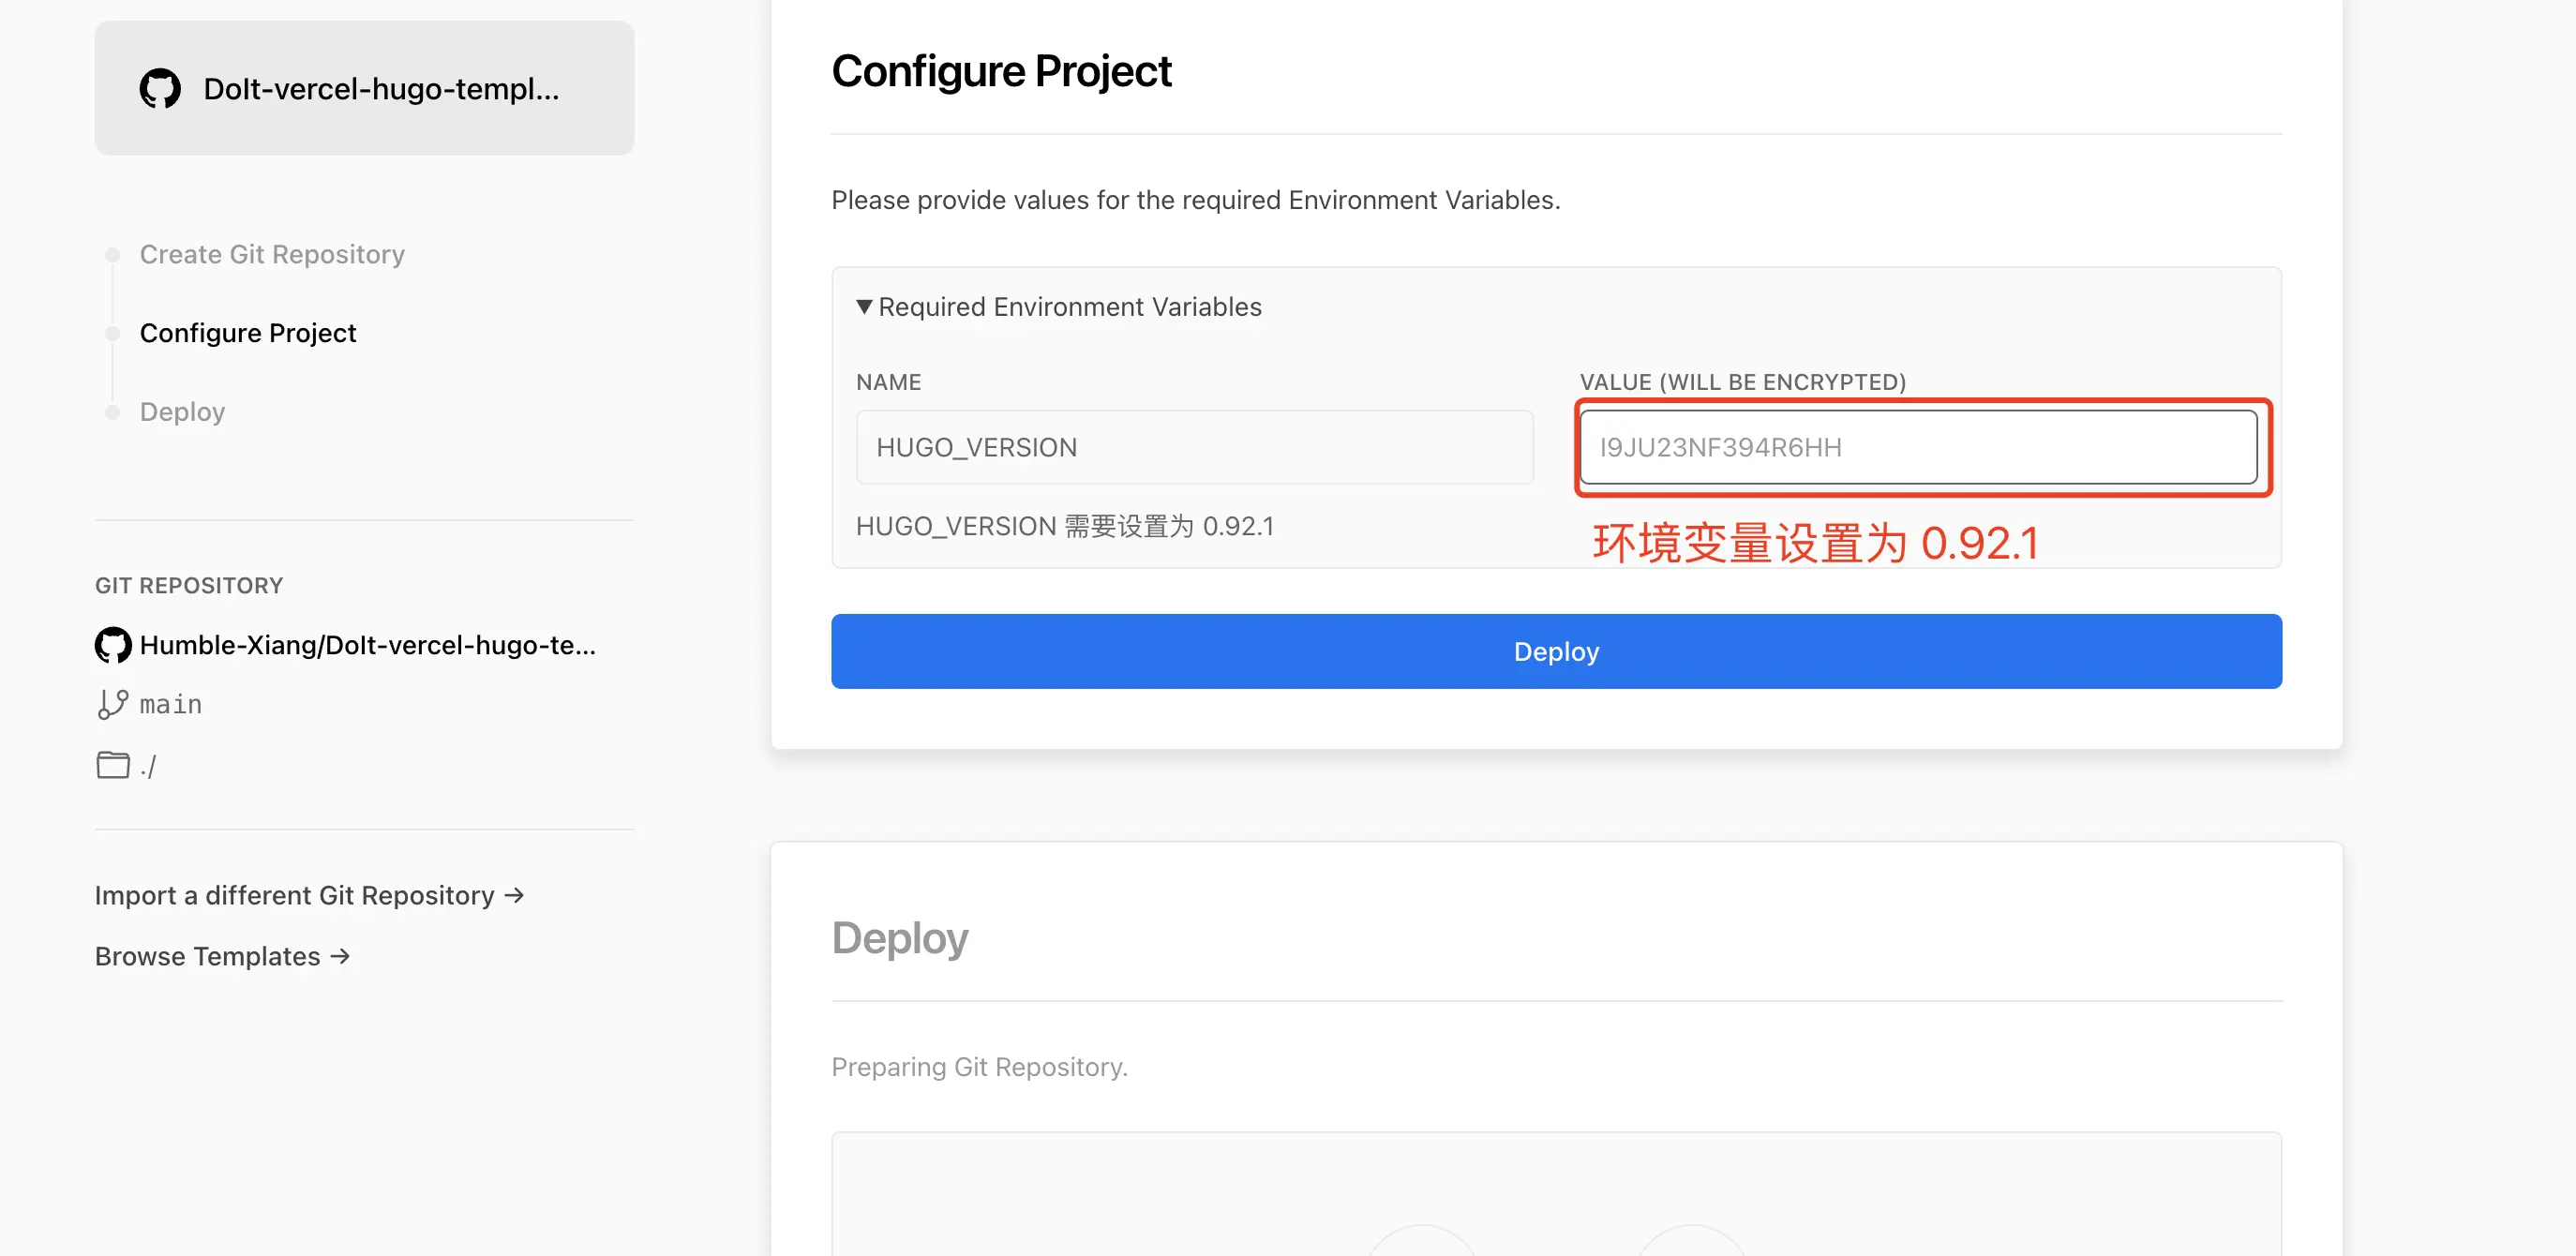 DoIt-vercel-hugo-templ...
Create Git Repository
Configure Project
Deploy
GIT REPOSITORY
Humble-Xiang/DoIt-vercel-hugo-te...
main
./
Import a different Git Repository →
Browse Templates →
Configure Project
Please provide values for the required Environment Variables.
▼ Required Environment Variables
NAME
VALUE (WILL BE ENCRYPTED)
HUGO_VERSION
I9JU23NF394R6HH
HUGO_VERSION 需要设置为 0.92.1
环境变量设置为 0.92.1
Deploy
Deploy
Preparing Git Repository.